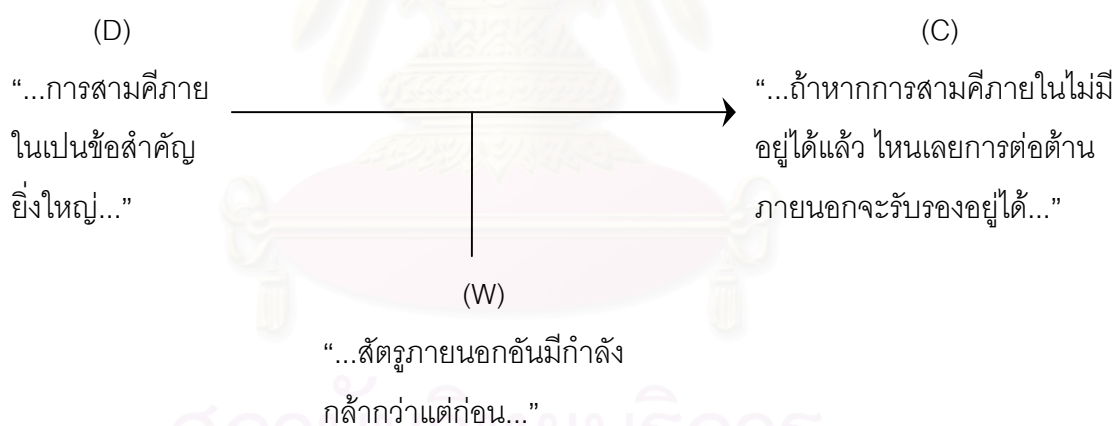 (D)
“...การสามคีภาย
ในเปนข้อสำคัญ
ยิ่งใหญ่...”
(C)
“...ถ้าหากการสามคีภายในไม่มี
อยู่ได้แล้ว ไหนเลยการต่อต้าน
ภายนอกจะรับรองอยู่ได้...”
(W)
“...สัตรูภายนอกอันมีกำลัง
กล้ากว่าแต่ก่อน...”